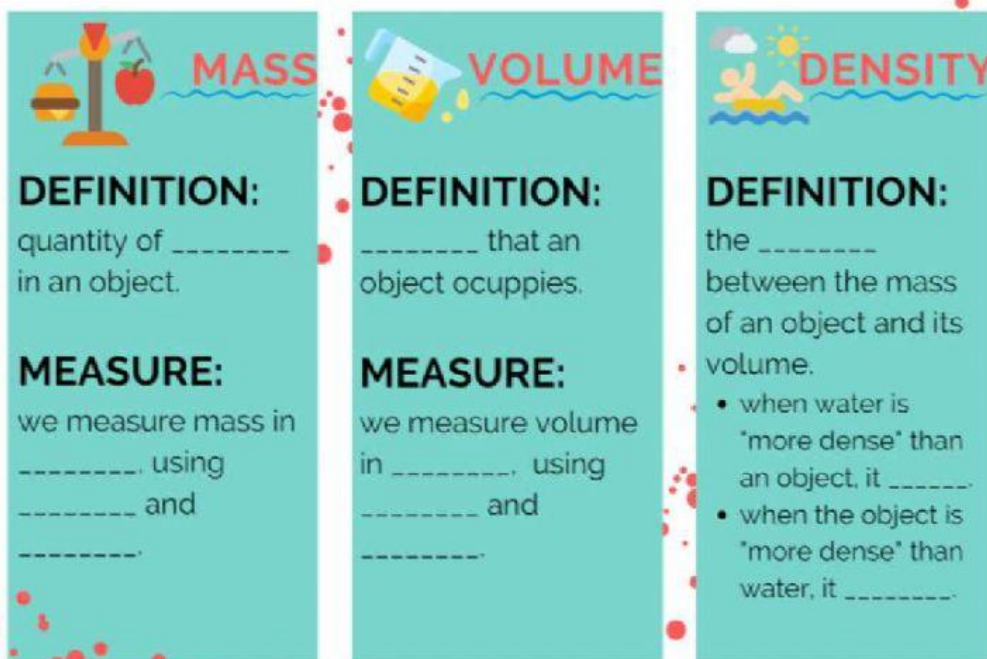 MASS
DEFINITION:
quantity of ________
in an object.
MEASURE:
we measure mass in
________, using
________ and
________.
VOLUME
DEFINITION:
________ that an
object ocuppies.
MEASURE:
we measure volume
in ________, using
________ and
________.
DENSITY
DEFINITION:
the ________
between the mass
of an object and its
volume.
• when water is
"more dense" than
an object, it ______.
• when the object is
"more dense" than
water, it ________.